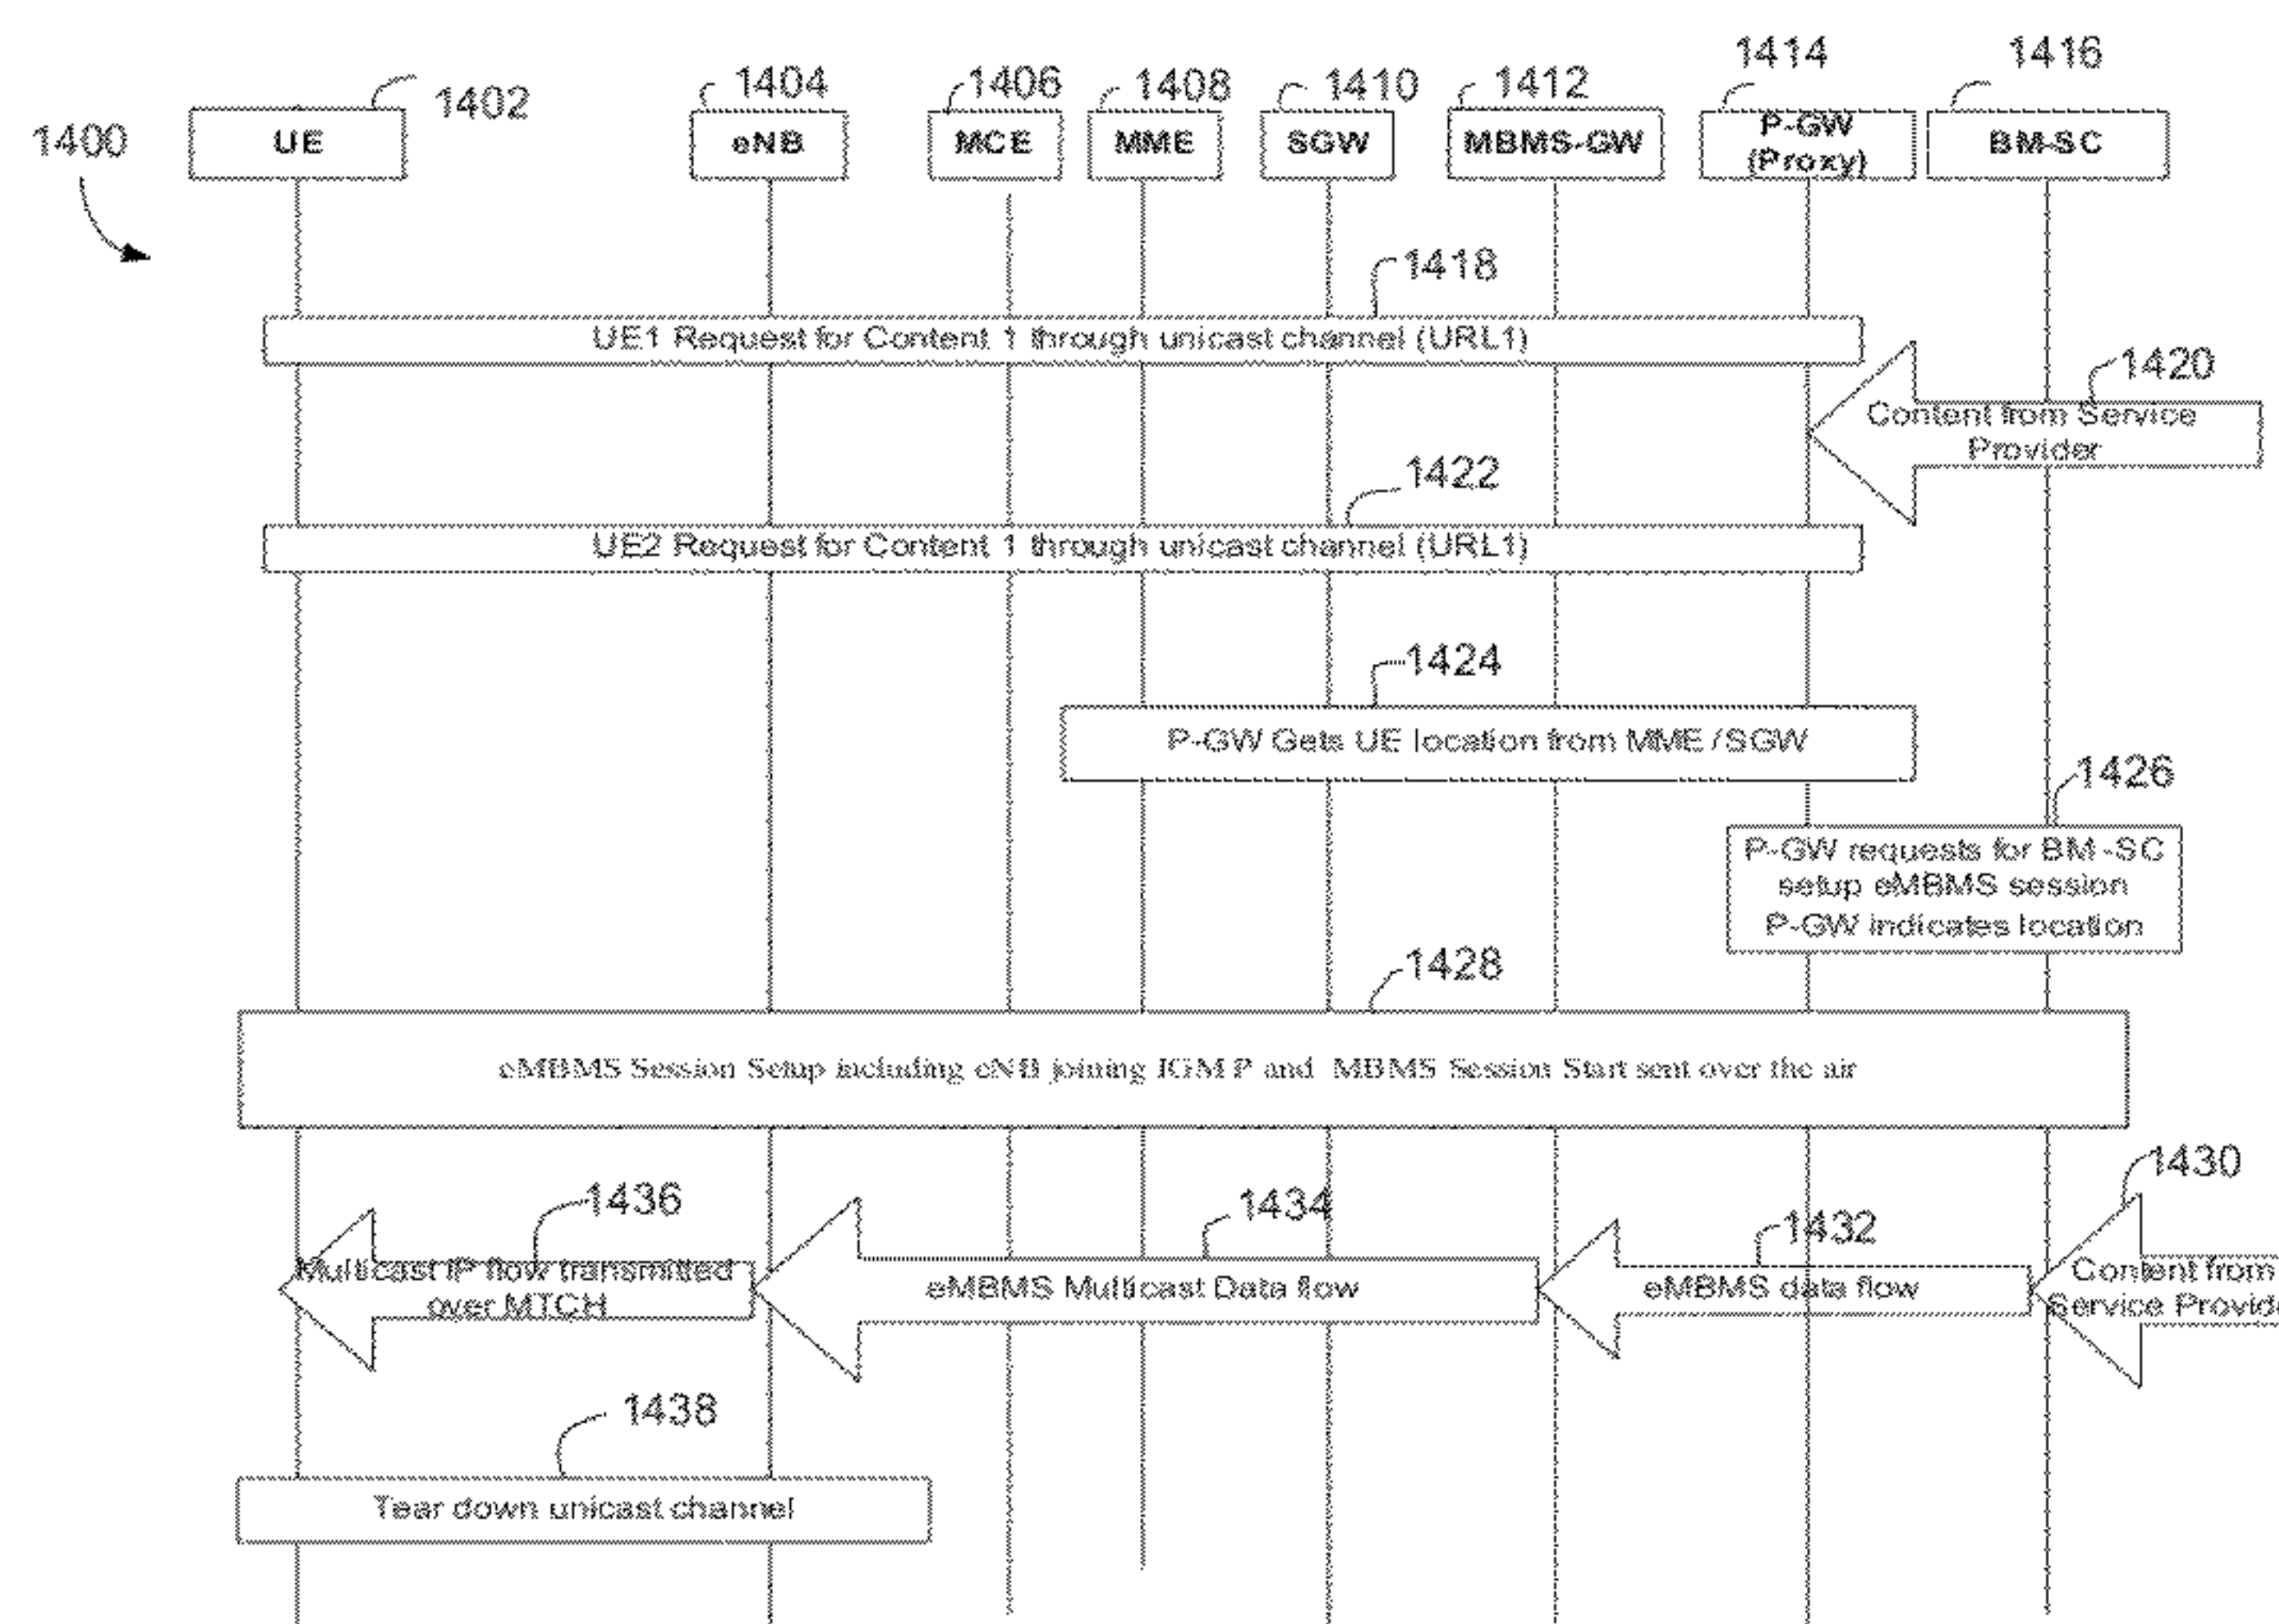 1400
1402
UE
1404
eNB
1406
MCE
1408
MME
1410
SGW
1412
MBMS-GW
1414
P-GW
(Proxy)
1416
BM-SC
1418
UE1 Request for Content 1 through unicast channel (URL1)
1420
Content from Service
Provider
1422
UE2 Request for Content 1 through unicast channel (URL1)
1424
P-GW Gets UE location from MME/SGW
1426
P-GW requests for BM-SC
setup eMBMS session
P-GW indicates location
1428
eMBMS Session Setup including eNB joining IGMP and MBMS Session Start sent over the air
1430
Content from
Service Provide
1432
eMBMS data flow
1434
eMBMS Multicast Data flow
1436
Multicast IP flow transmitted
over MTCH
1438
Tear down unicast channel